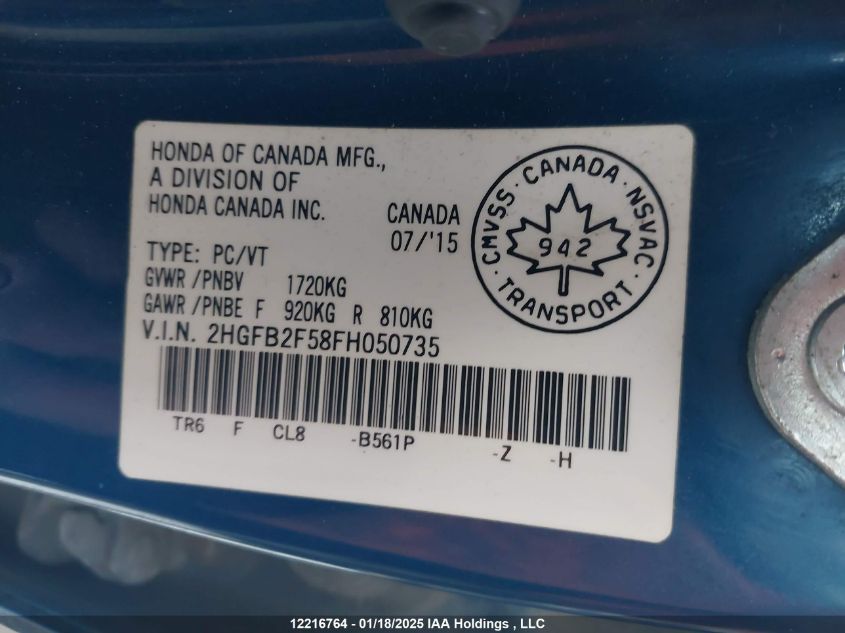 HONDA OF CANADA MFG.,
A DIVISION OF
HONDA CANADA INC.
CANADA
07/'15
TYPE: PC/VT
GVWR /PNBV 1720KG
GAWR /PNBE F 920KG R 810KG
V.I.N. 2HGFB2F58FH050735
TR6 F CL8 -B561P -Z -H
CMVSS · CANADA · NSVAC
942
· TRANSPORT ·
12216764 - 01/18/2025 IAA Holdings , LLC